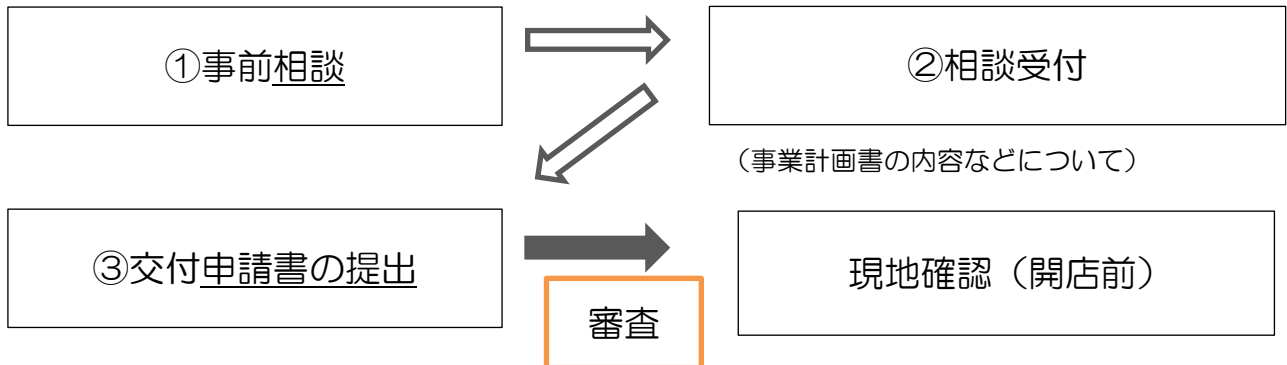 ①事前相談
②相談受付
（事業計画書の内容などについて）
③交付申請書の提出
審査
現地確認（開店前）